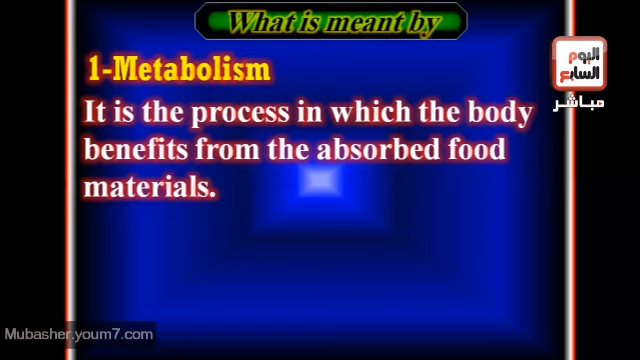 What is meant by
1-Metabolism
It is the process in which the body
benefits from the absorbed food
materials.
اليوم
السابع
مباشر
Mubasher.youm7.com